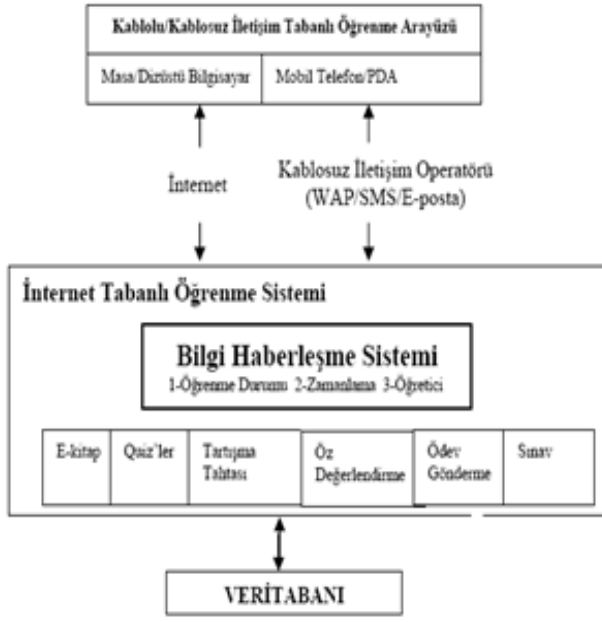 Kablolu/Kablosuz İletişim Tabanlı Öğrenme Arayüzü
Masa/Dizüstü Bilgisayar
Mobil Telefon/PDA
İnternet
Kablosuz İletişim Operatörü
(WAP/SMS/E-posta)
İnternet Tabanlı Öğrenme Sistemi
Bilgi Haberleşme Sistemi
1-Öğrenme Durumu 2-Zamanlama 3-Öğretici
E-kitap
Quiz'ler
Tartışma
Tahtası
Öz
Değerlendirme
Ödev
Gönderme
Sınav
VERİTABANI